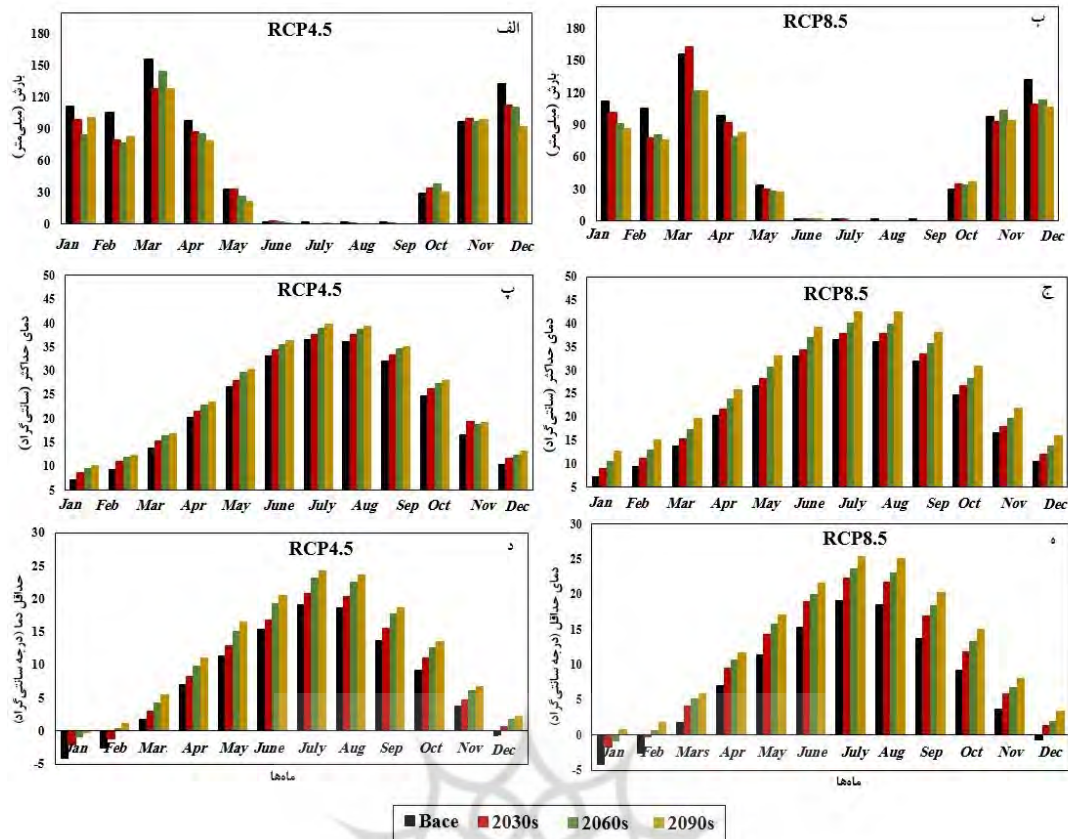 RCP4.5
الف
بارش (میلی‌متر)
180
150
120
90
60
30
0
Jan Feb Mar Apr May June July Aug Sep Oct Nov Dec
RCP8.5
ب
بارش (میلی‌متر)
180
150
120
90
60
30
0
Jan Feb Mar Apr May June July Aug Sep Oct Nov Dec
RCP4.5
پ
دمای حداکثر (سانتی‌گراد)
50
45
40
35
30
25
20
15
10
5
Jan Feb Mar Apr May June July Aug Sep Oct Nov Dec
RCP8.5
ج
دمای حداکثر (سانتی‌گراد)
50
45
40
35
30
25
20
15
10
5
Jan Feb Mar Apr May June July Aug Sep Oct Nov Dec
RCP4.5
د
حداقل دما (درجه سانتی‌گراد)
30
25
20
15
10
5
0
-5
Jan Feb Mar Apr May June July Aug Sep Oct Nov Dec
ماه‌ها
RCP8.5
ه
دمای حداقل (درجه سانتی‌گراد)
30
25
20
15
10
5
0
-5
Jan Feb Mars Apr May June July Aug Sep Oct Nov Dec
ماه‌ها
Bace 2030s 2060s 2090s